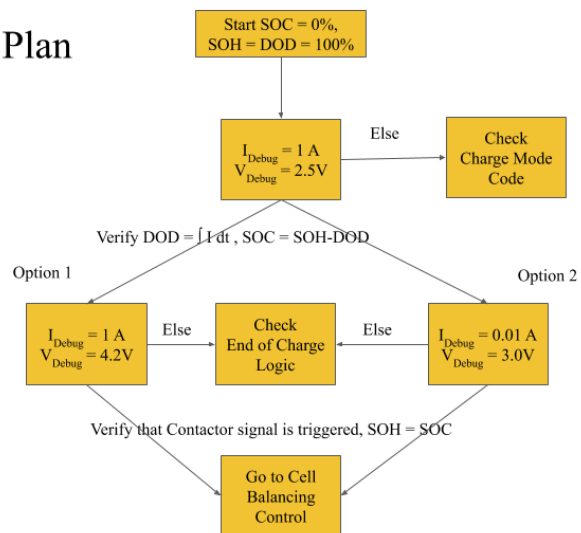 Plan
Start SOC = 0%,
SOH = DOD = 100%
I_Debug = 1 A
V_Debug = 2.5V
Else
Check
Charge Mode
Code
Verify DOD = ∫ I dt , SOC = SOH-DOD
Option 1
Option 2
I_Debug = 1 A
V_Debug = 4.2V
Else
Check
End of Charge
Logic
Else
I_Debug = 0.01 A
V_Debug = 3.0V
Verify that Contactor signal is triggered, SOH = SOC
Go to Cell
Balancing
Control